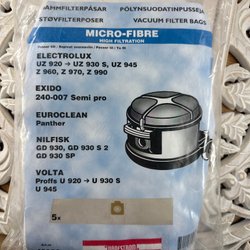 DAMMFILTERPÅSAR
PÖLYNSUODATINPUSSEJA
STØVFILTERPOSER
VACUUM FILTER BAGS
MICRO-FIBRE
HIGH FILTRATION
ELECTROLUX
UZ 920 → UZ 930 S, UZ 945
Z 960, Z 970, Z 990
EXIDO
240-007 Semi pro
EUROCLEAN
Panther
NILFISK
GD 930, GD 930 S 2
GD 930 SP
VOLTA
Proffs U 920 → U 930 S
U 945
5x